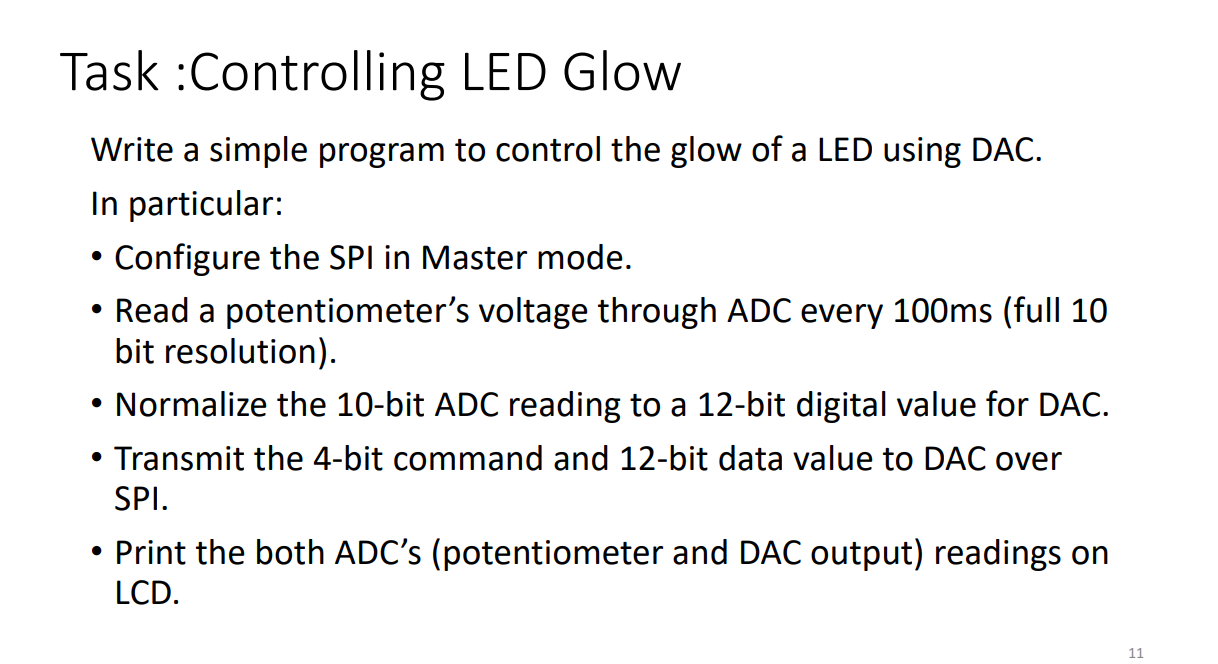 Task :Controlling LED Glow
Write a simple program to control the glow of a LED using DAC.
In particular:
• Configure the SPI in Master mode.
• Read a potentiometer’s voltage through ADC every 100ms (full 10
bit resolution).
• Normalize the 10-bit ADC reading to a 12-bit digital value for DAC.
• Transmit the 4-bit command and 12-bit data value to DAC over
SPI.
• Print the both ADC’s (potentiometer and DAC output) readings on
LCD.
11